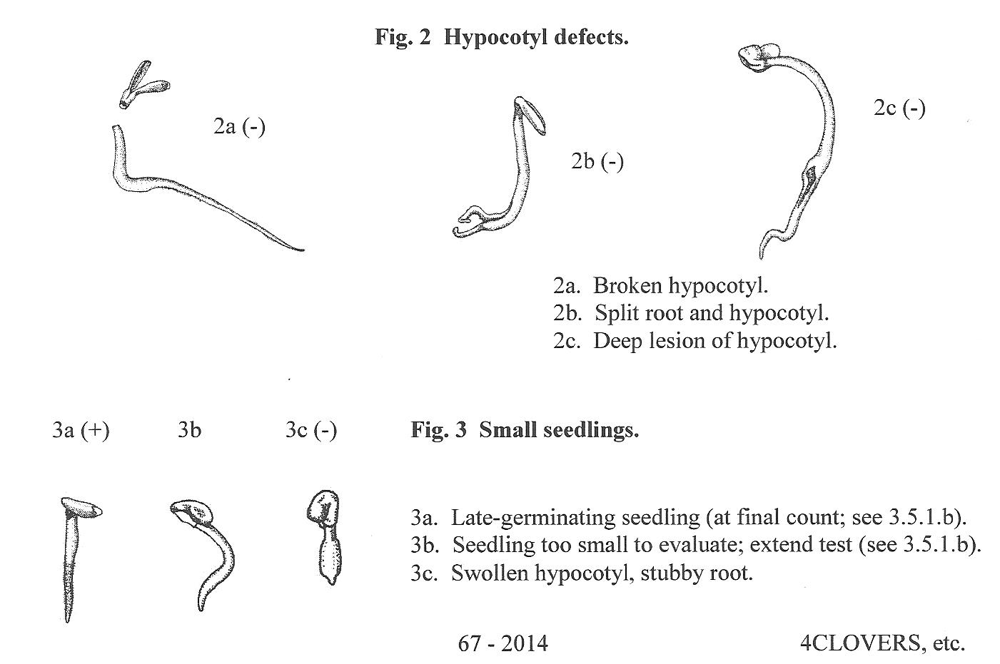 Fig. 2  Hypocotyl defects.
2a (-)
2b (-)
2c (-)
2a.  Broken hypocotyl.
2b.  Split root and hypocotyl.
2c.  Deep lesion of hypocotyl.
3a (+)
3b
3c (-)
Fig. 3  Small seedlings.
3a.  Late-germinating seedling (at final count; see 3.5.1.b).
3b.  Seedling too small to evaluate; extend test (see 3.5.1.b).
3c.  Swollen hypocotyl, stubby root.
67 - 2014
4CLOVERS, etc.